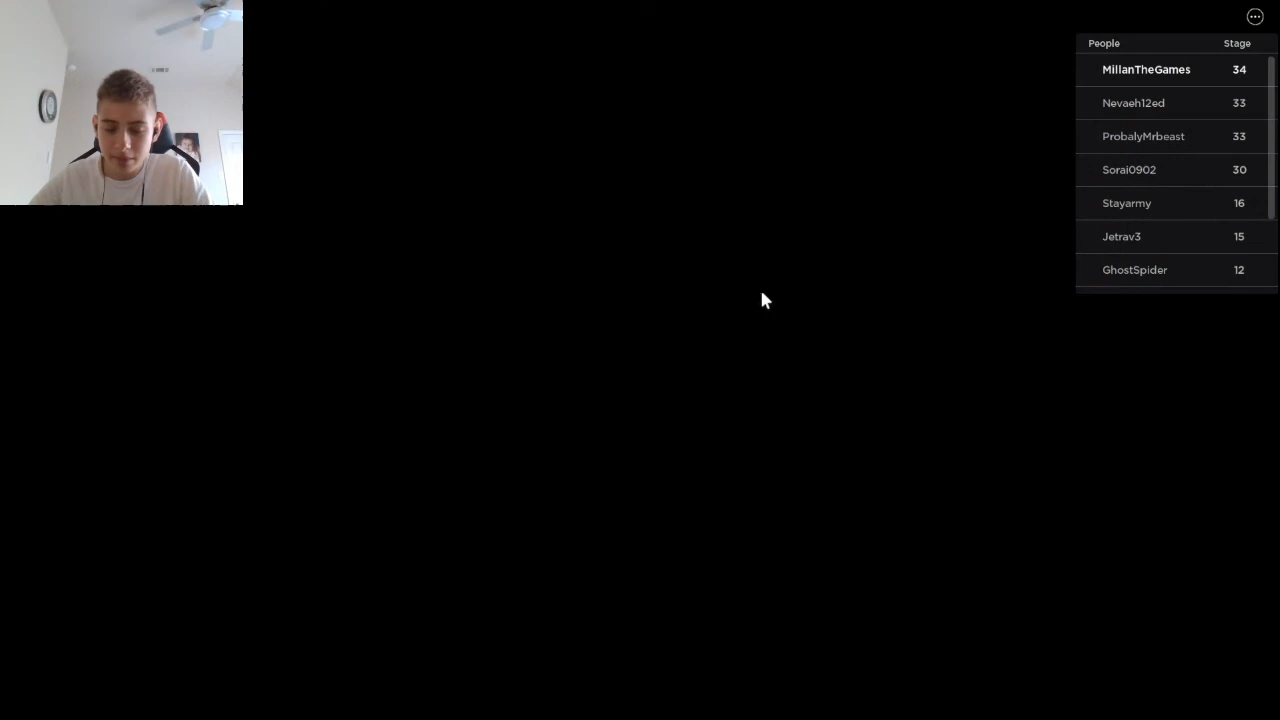 People Stage
MillanTheGames 34
Nevaeh12ed 33
ProbalyMrbeast 33
Sorai0902 30
Stayarmy 16
Jetrav3 15
GhostSpider 12